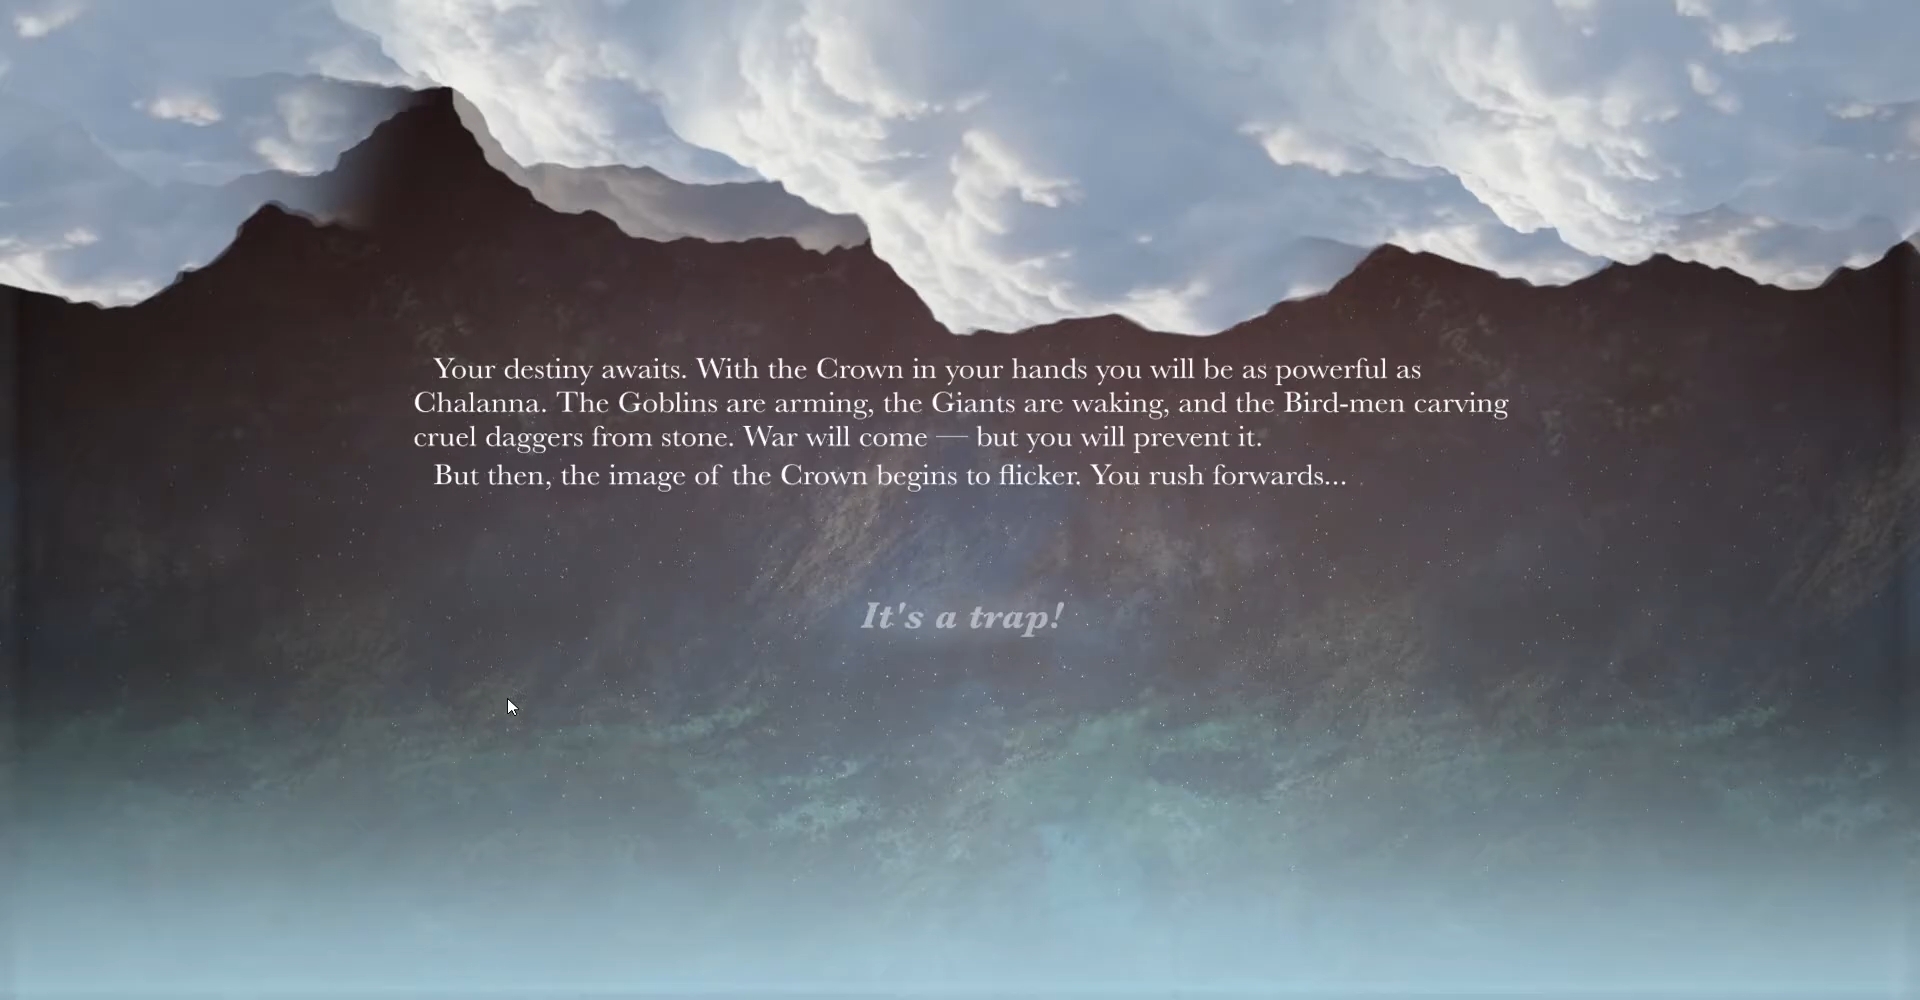 Your destiny awaits. With the Crown in your hands you will be as powerful as
Chalanna. The Goblins are arming, the Giants are waking, and the Bird-men carving
cruel daggers from stone. War will come — but you will prevent it.
But then, the image of the Crown begins to flicker. You rush forwards...
It's a trap!